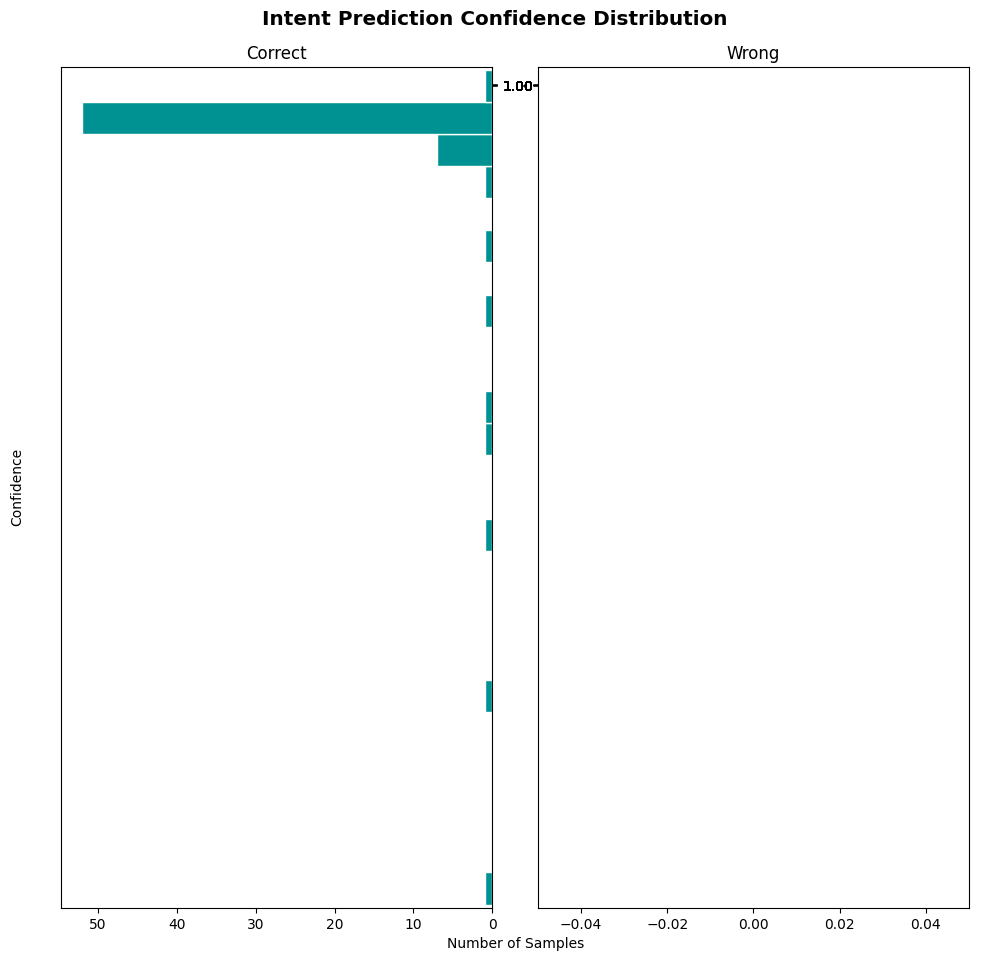 Intent Prediction Confidence Distribution
Correct
Wrong
1.00
Confidence
50 40 30 20 10 0
−0.04 −0.02 0.00 0.02 0.04
Number of Samples